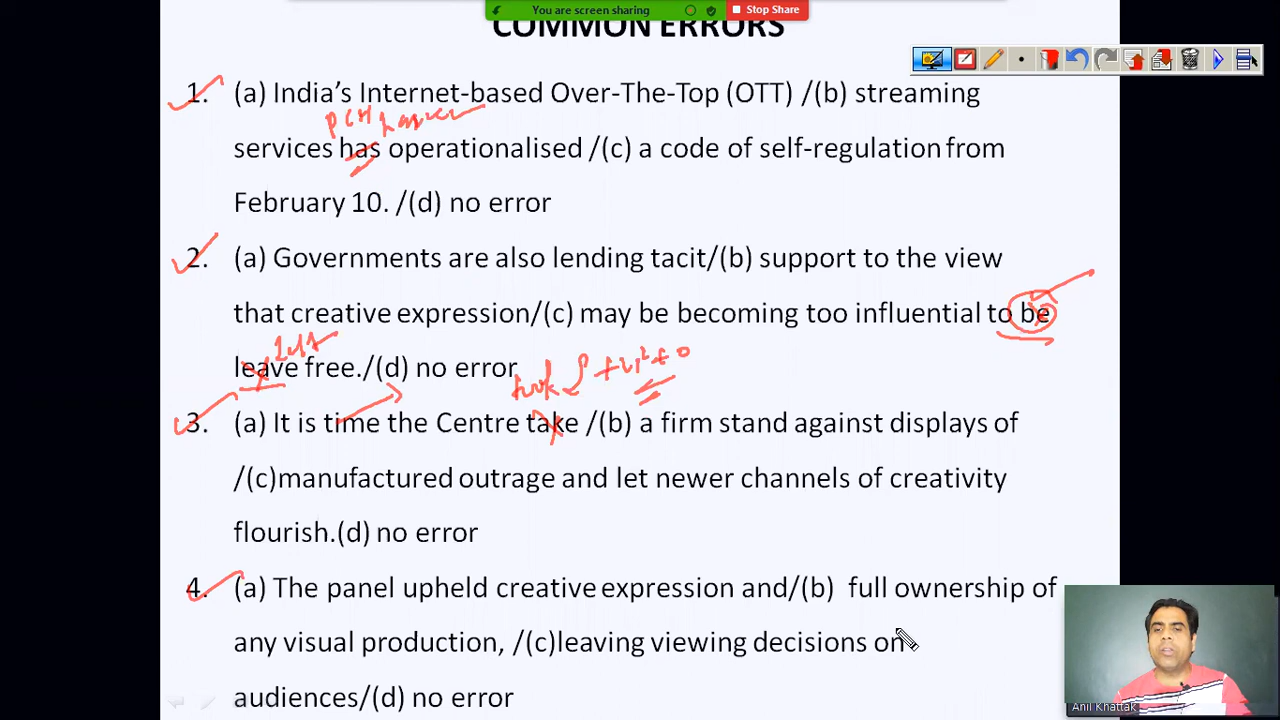 You are screen sharing
Stop Share
COMMON ERRORS
1. (a) India's Internet-based Over-The-Top (OTT) /(b) streaming
services has operationalised /(c) a code of self-regulation from
February 10. /(d) no error
2. (a) Governments are also lending tacit/(b) support to the view
that creative expression/(c) may be becoming too influential to be
left
leave free./(d) no error
took
3. (a) It is time the Centre take /(b) a firm stand against displays of
/(c)manufactured outrage and let newer channels of creativity
flourish.(d) no error
4. (a) The panel upheld creative expression and/(b) full ownership of
any visual production, /(c)leaving viewing decisions on
audiences/(d) no error
Anil Khattak